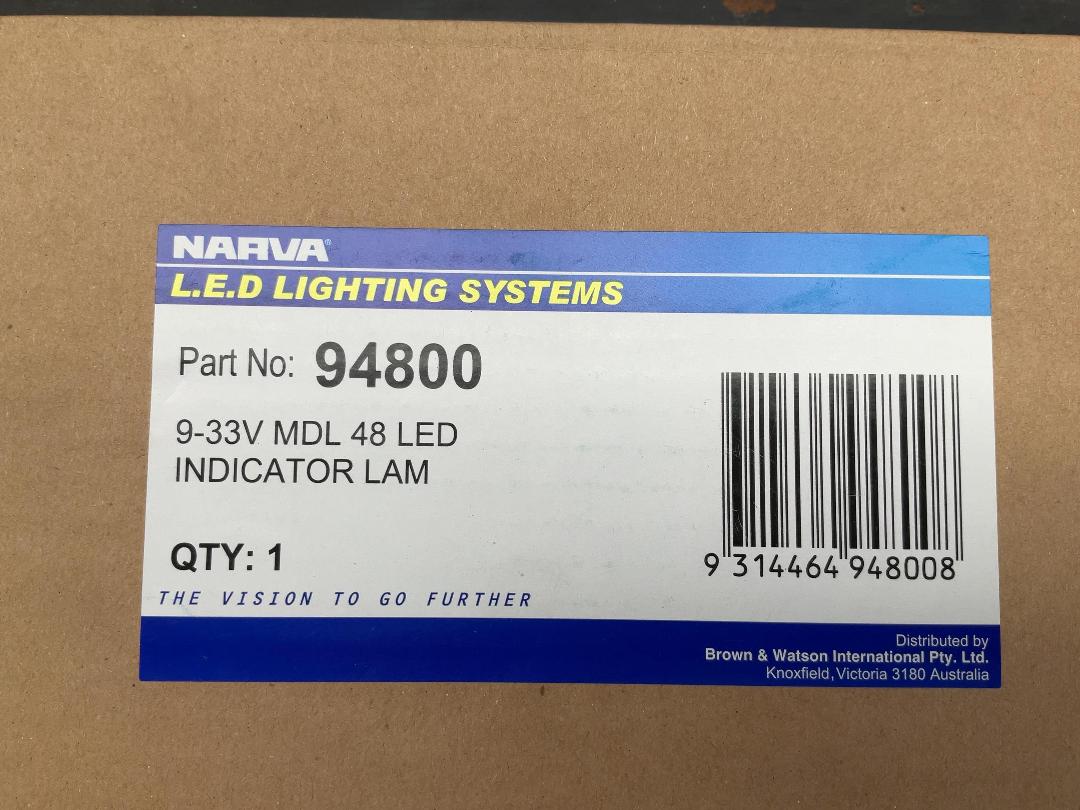 NARVA®
L.E.D LIGHTING SYSTEMS
Part No: 94800
9-33V MDL 48 LED
INDICATOR LAM
QTY: 1
THE VISION TO GO FURTHER
9 314464 948008
Distributed by
Brown & Watson International Pty. Ltd.
Knoxfield, Victoria 3180 Australia